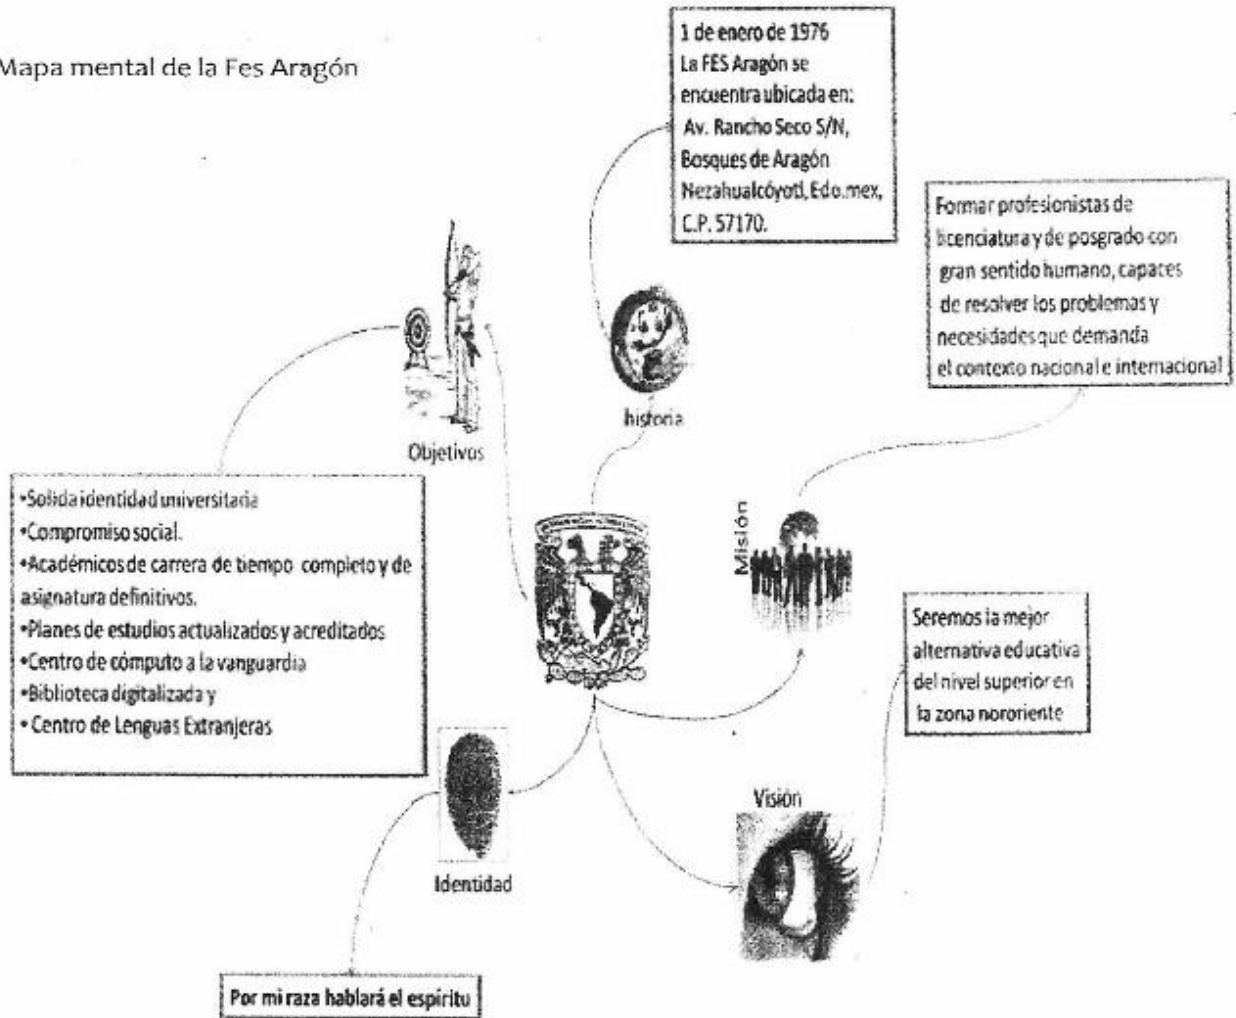 Mapa mental de la Fes Aragón
1 de enero de 1976
La FES Aragón se
encuentra ubicada en:
Av. Rancho Seco S/N,
Bosques de Aragón
Nezahualcóyotl, Edo.mex,
C.P. 57170.
historia
Formar profesionistas de
licenciatura y de posgrado con
gran sentido humano, capaces
de resolver los problemas y
necesidades que demanda
el contexto nacional e internacional
Misión
Objetivos
•Solida identidad universitaria
•Compromiso social.
•Académicos de carrera de tiempo completo y de
asignatura definitivos.
•Planes de estudios actualizados y acreditados
•Centro de cómputo a la vanguardia
•Biblioteca digitalizada y
• Centro de Lenguas Extranjeras
Seremos la mejor
alternativa educativa
del nivel superior en
la zona nororiente
Visión
Identidad
Por mi raza hablará el espíritu